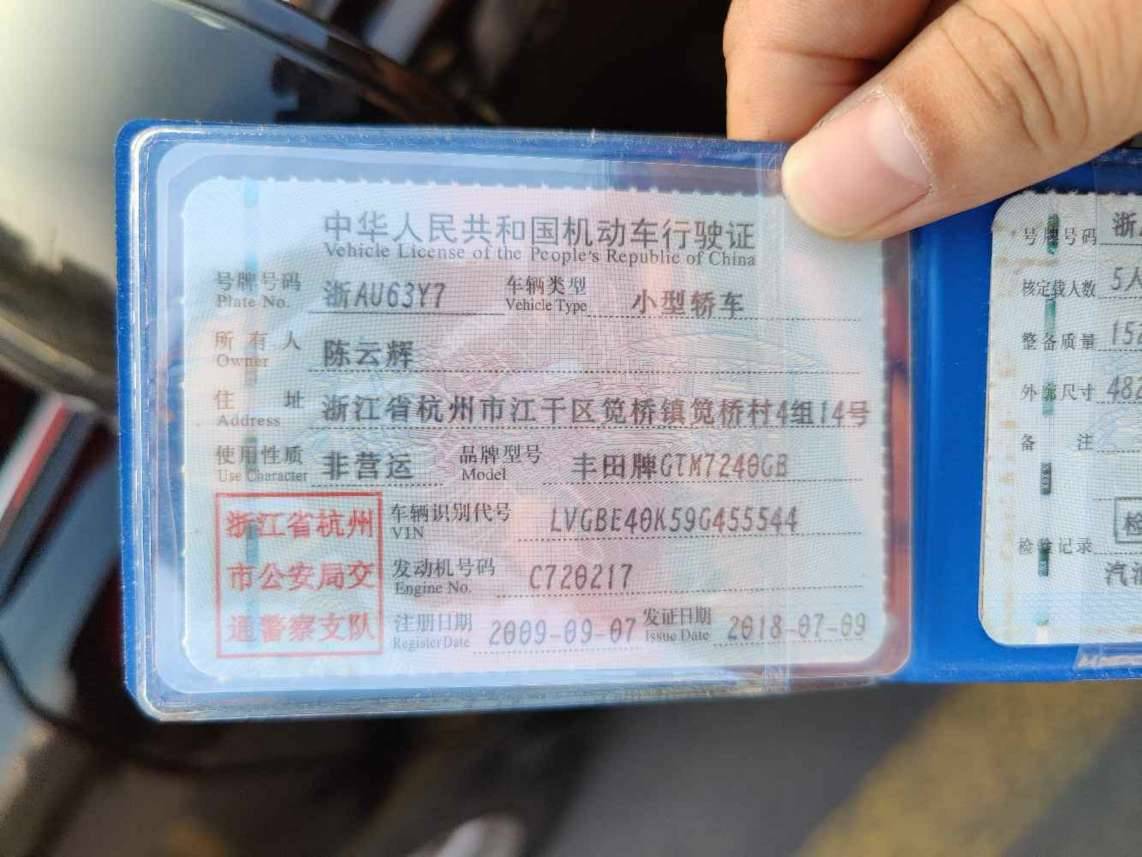 中华人民共和国机动车行驶证
Vehicle License of the People's Republic of China
号牌号码 浙AU63Y7 车辆类型 小型轿车
Plate No. Vehicle Type
所有人 陈云辉
Owner
住址 浙江省杭州市江干区笕桥镇笕桥村4组14号
Address
使用性质 非营运 品牌型号 丰田牌GTM7240GB
Use Character Model
浙江省杭州
市公安局交
通警察支队
车辆识别代号 LVGBE40K59G455544
VIN
发动机号码 C720217
Engine No.
注册日期 2009-09-07 发证日期 2018-07-09
Register Date Issue Date
号牌号码 浙
核定载人数 5人
整备质量 15
外廓尺寸 48
备注
检
检验记录
汽油